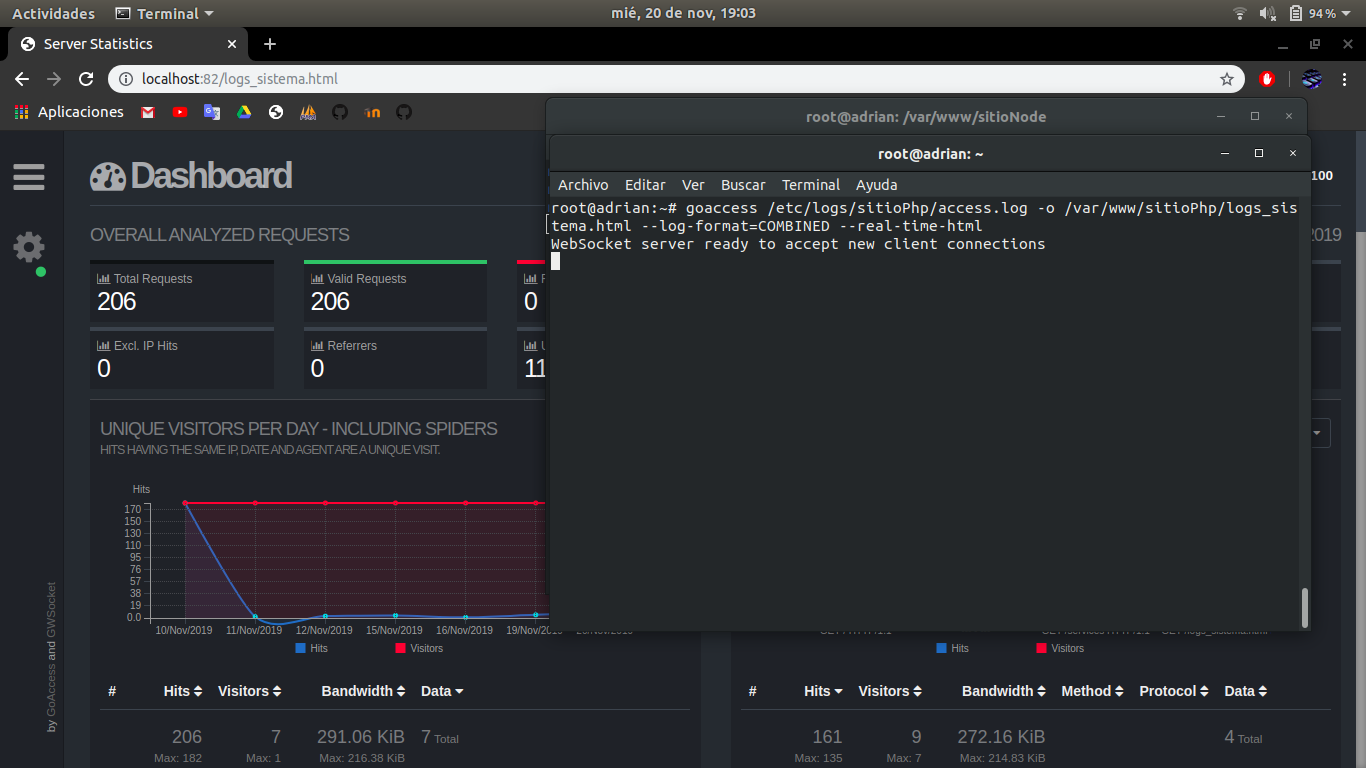 Actividades Terminal mié, 20 de nov, 19:03 94 %
Server Statistics
localhost:82/logs_sistema.html
Aplicaciones
root@adrian: /var/www/sitioNode
root@adrian: ~
Archivo Editar Ver Buscar Terminal Ayuda
root@adrian:~# goaccess /etc/logs/sitioPhp/access.log -o /var/www/sitioPhp/logs_sis
tema.html --log-format=COMBINED --real-time-html
WebSocket server ready to accept new client connections
Dashboard
100
OVERALL ANALYZED REQUESTS
2019
Total Requests
206
Valid Requests
206
0
Excl. IP Hits
0
Referrers
0
11
UNIQUE VISITORS PER DAY - INCLUDING SPIDERS
HITS HAVING THE SAME IP, DATE AND AGENT ARE A UNIQUE VISIT.
Hits
170
150
130
110
95
76
57
38
19
0.0
10/Nov/2019 11/Nov/2019 12/Nov/2019 15/Nov/2019 16/Nov/2019 19/Nov/2019
Hits Visitors
Hits Visitors
# Hits Visitors Bandwidth Data
206 7 291.06 KiB 7 Total
Max: 182 Max: 1 Max: 216.38 KiB
# Hits Visitors Bandwidth Method Protocol Data
161 9 272.16 KiB 4 Total
Max: 135 Max: 7 Max: 214.83 KiB
by GoAccess and GWSocket